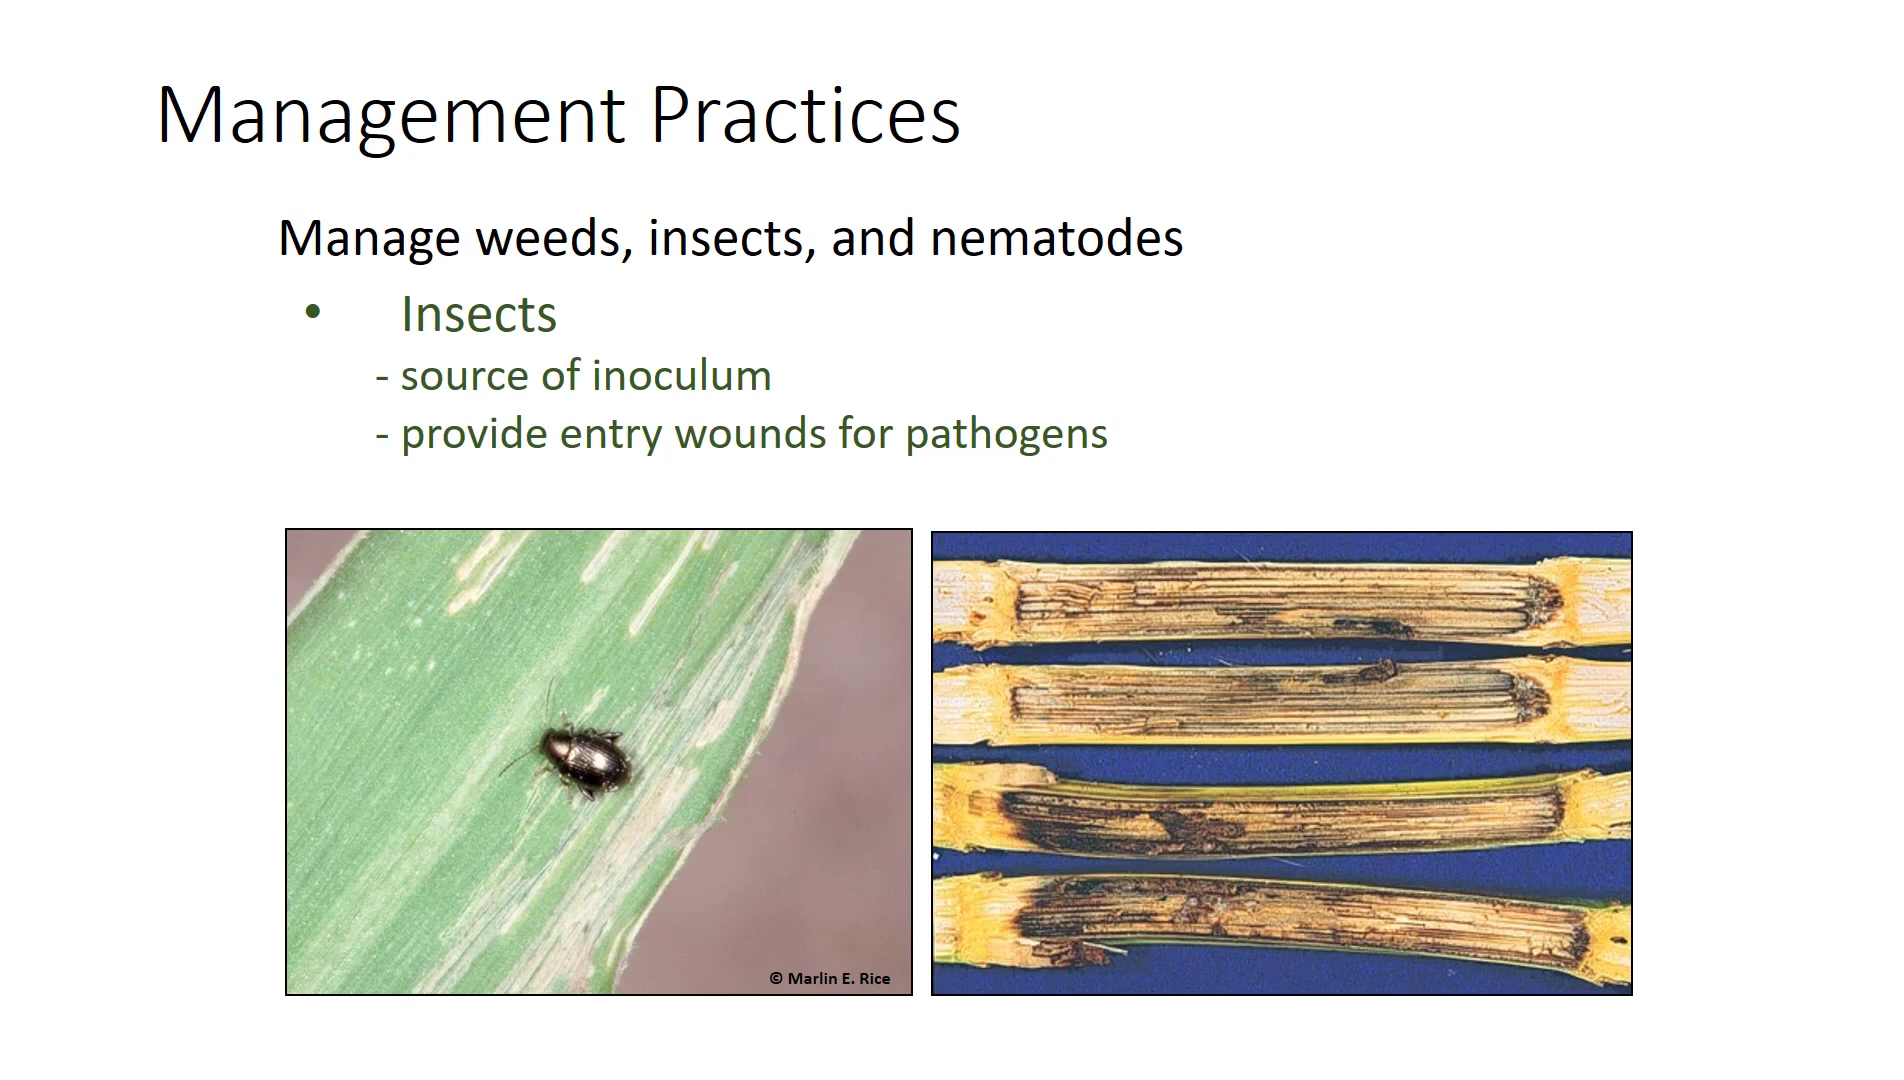 Management Practices
Manage weeds, insects, and nematodes
• Insects
- source of inoculum
- provide entry wounds for pathogens
© Marlin E. Rice